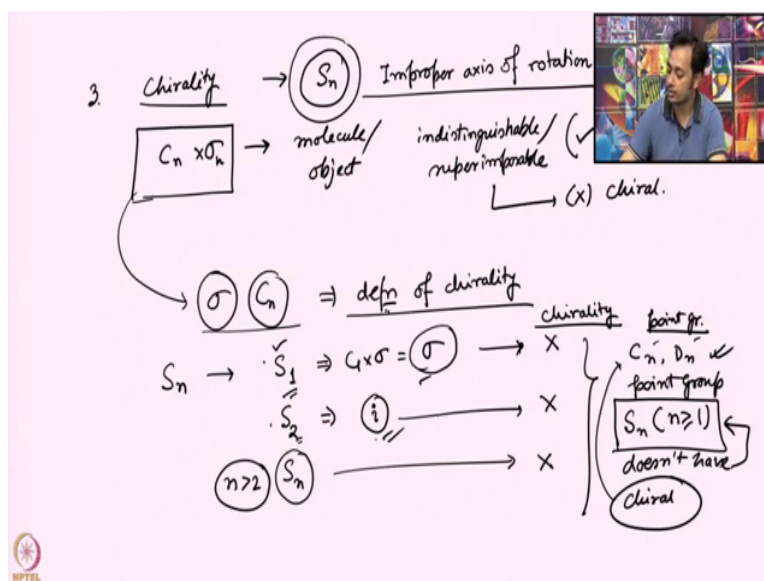 3. Chirality → Sn Improper axis of rotation
Cn × σh → molecule/ object indistinguishable/ superimposable (✓
(x) chiral.
σ Cn ⇒ defn of chirality
chirality point gr.
Sn → S1 ⇒ C1 × σ = σ → x Cn, Dn ✓
point group
S2 ⇒ i → x Sn (n ≥ 1)
n>2 Sn → x doesn't have
chiral
NPTEL